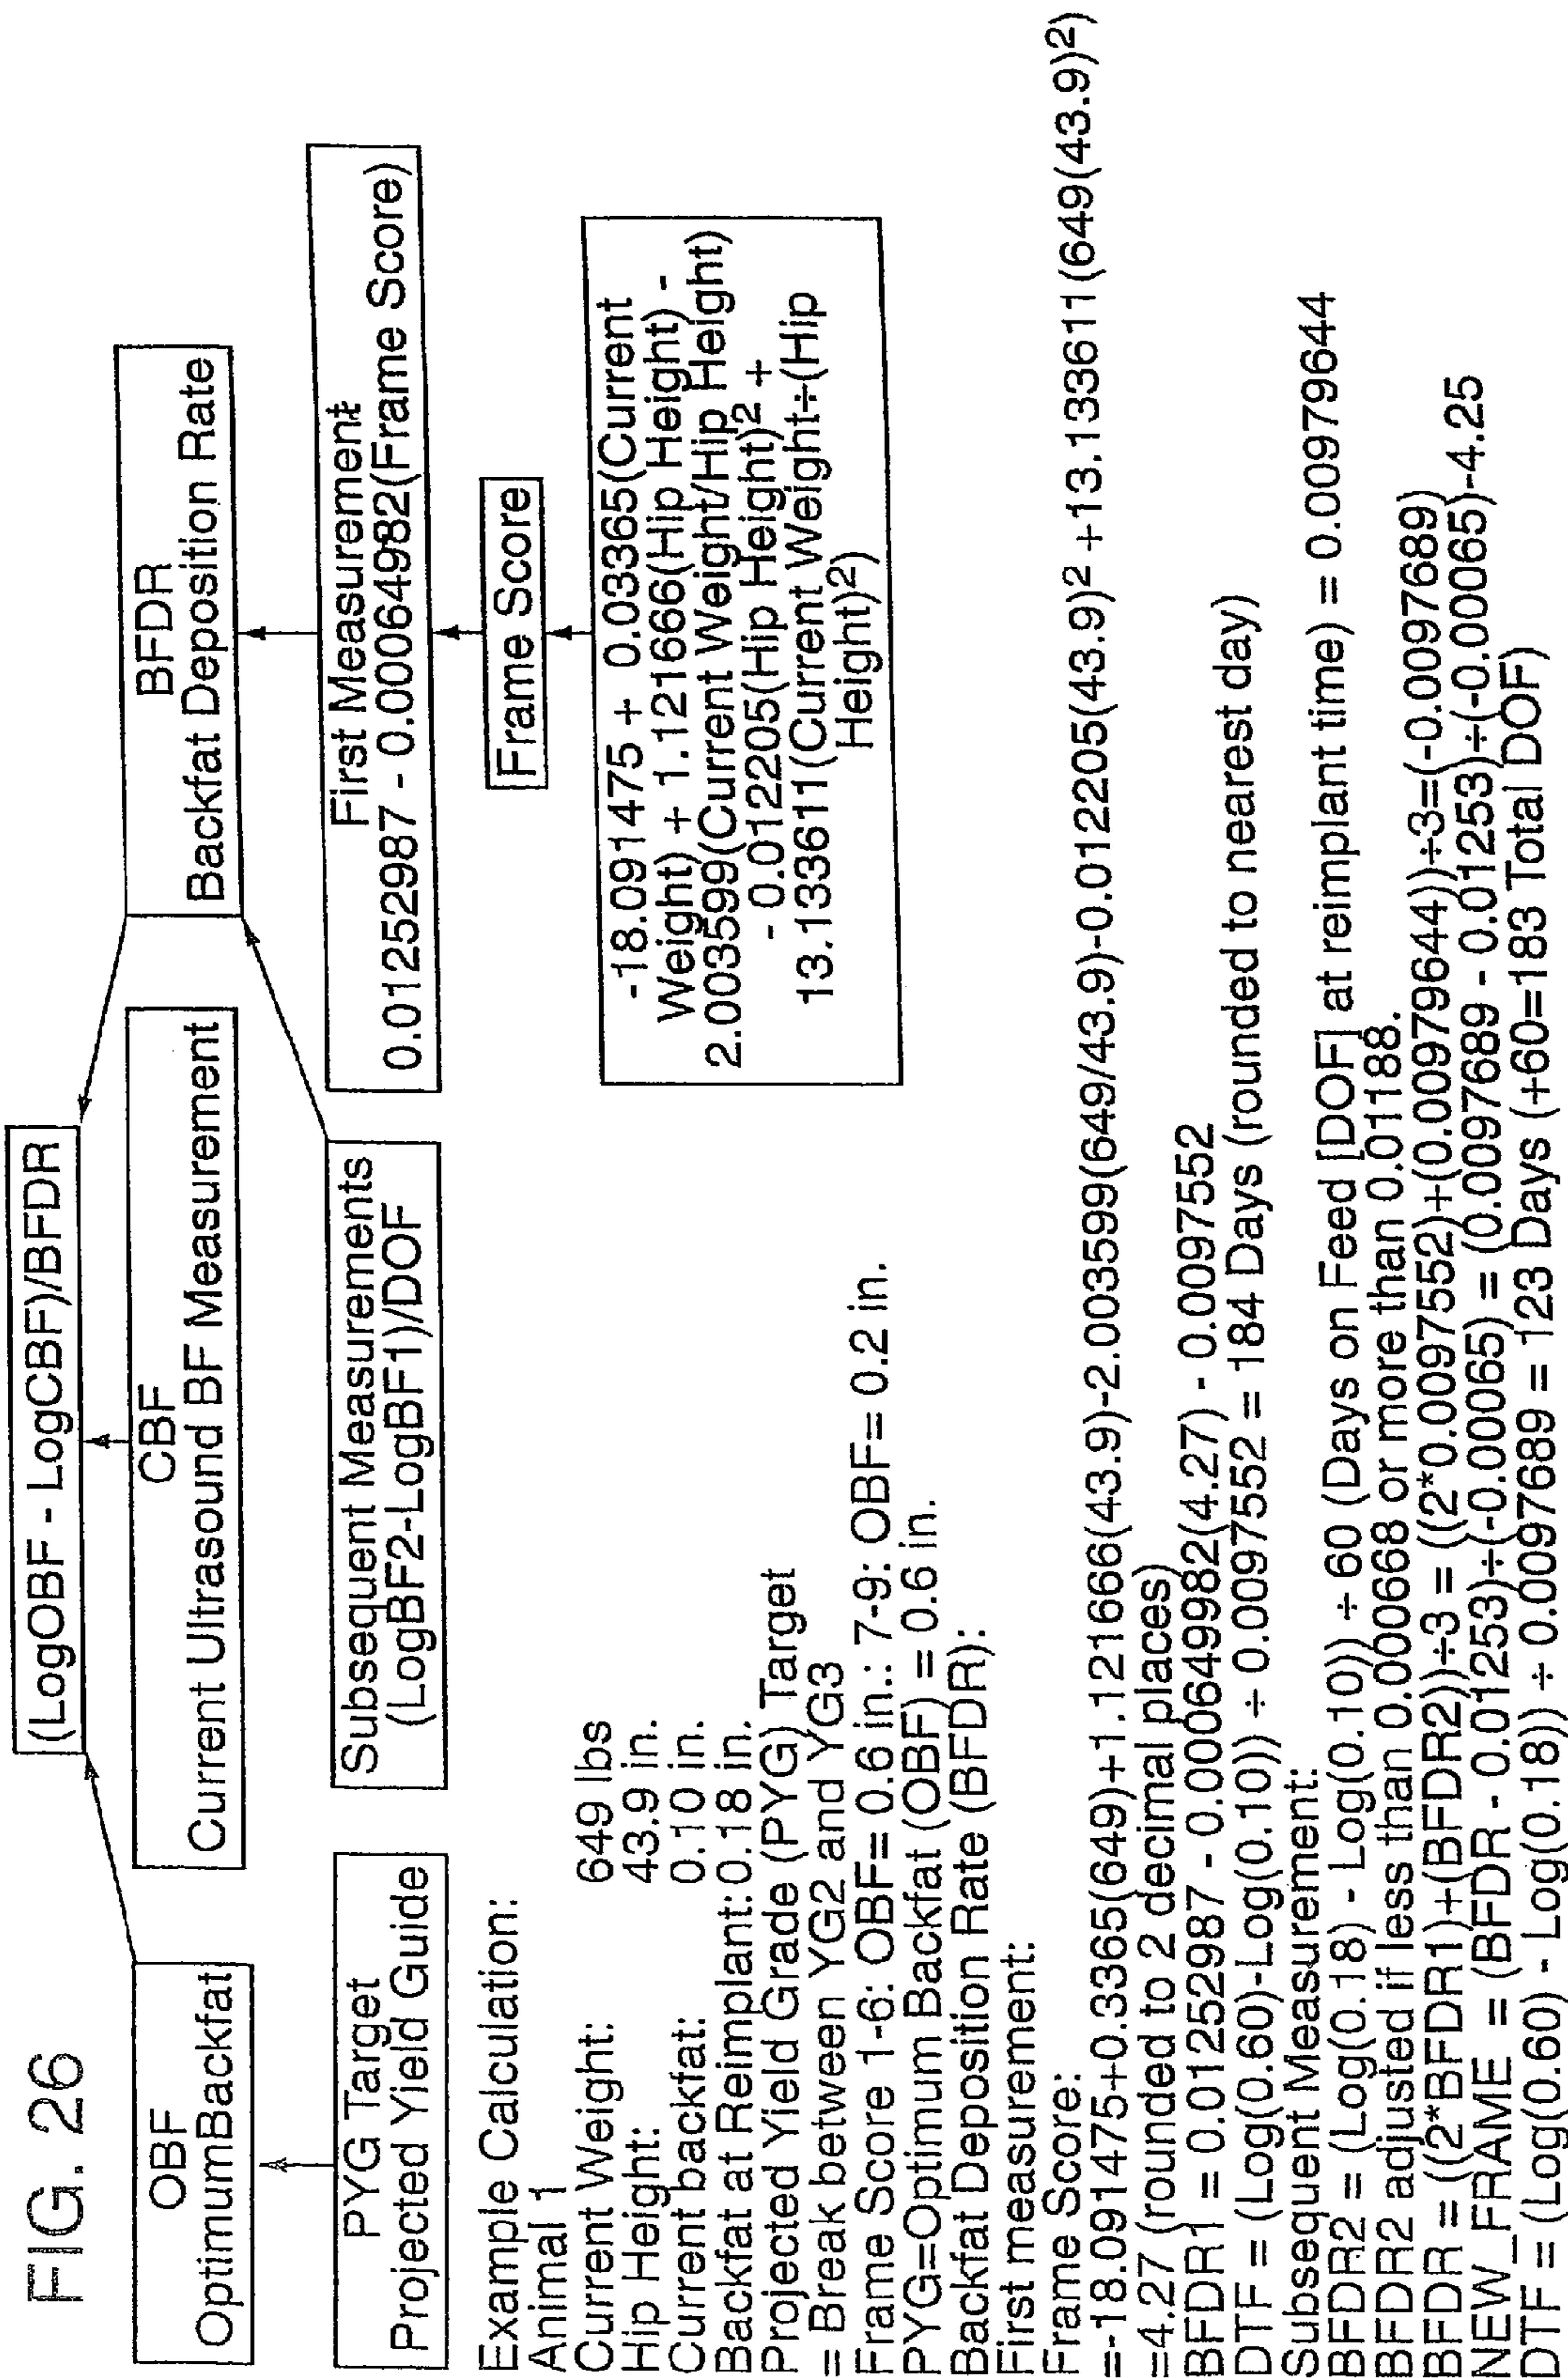 FIG. 26
(LogOBF - LogCBF)/BFDR
OBF
OptimumBackfat
CBF
Current Ultrasound BF Measurement
BFDR
Backfat Deposition Rate
PYG Target
Projected Yield Guide
Subsequent Measurements
(LogBF2-LogBF1)/DOF
First Measurement
0.01252987 - 0.00064982(Frame Score)
Frame Score
-18.091475 + 0.03365(Current
Weight) + 1.121666(Hip Height) -
2.003599(Current Weight/Hip Height)
- 0.012205(Hip Height)² +
13.133611(Current Weight÷(Hip
Height)²)
Example Calculation:
Animal 1
Current Weight: 649 lbs
Hip Height: 43.9 in.
Current backfat: 0.10 in.
Backfat at Reimplant: 0.18 in.
Projected Yield Grade (PYG) Target
= Break between YG2 and YG3
Frame Score 1-6: OBF= 0.6 in.: 7-9: OBF= 0.2 in.
PYG=Optimum Backfat (OBF) = 0.6 in.
Backfat Deposition Rate (BFDR):
First measurement:
Frame Score:
=-18.091475+0.3365(649)+1.121666(43.9)-2.003599(649/43.9)-0.012205(43.9)² +13.133611(649(43.9)²)
=4.27 (rounded to 2 decimal places)
BFDR1 = 0.01252987 - 0.000649982(4.27) - 0.0097552
DTF = (Log(0.60)-Log(0.10)) ÷ 0.0097552 = 184 Days (rounded to nearest day)
Subsequent Measurement:
BFDR2 = (Log(0.18) - Log(0.10)) ÷ 60 (Days on Feed [DOF] at reimplant time) = 0.00979644
BFDR2 adjusted if less than 0.000668 or more than 0.01188.
BFDR = ((2*BFDR1)+(BFDR2))÷3 = ((2*0.0097552)+(0.00979644))÷3=(-0.0097689)
NEW_FRAME = (BFDR - 0.01253)÷(-0.00065) = (0.0097689 - 0.01253)÷(-0.00065)-4.25
DTF = (Log(0.60) - Log(0.18)) ÷ 0.0097689 = 123 Days (+60=183 Total DOF)